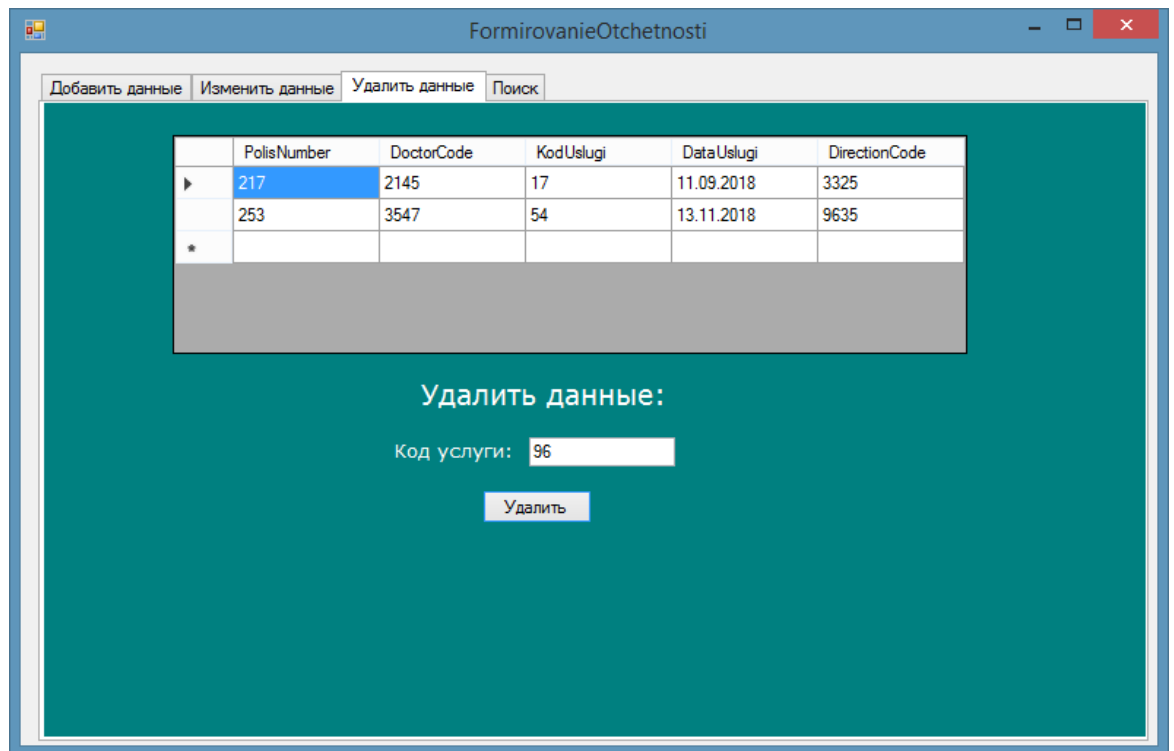 FormirovanieOtchetnosti
Добавить данные Изменить данные Удалить данные Поиск
PolisNumber DoctorCode KodUslugi DataUslugi DirectionCode
217 2145 17 11.09.2018 3325
253 3547 54 13.11.2018 9635
Удалить данные:
Код услуги: 96
Удалить